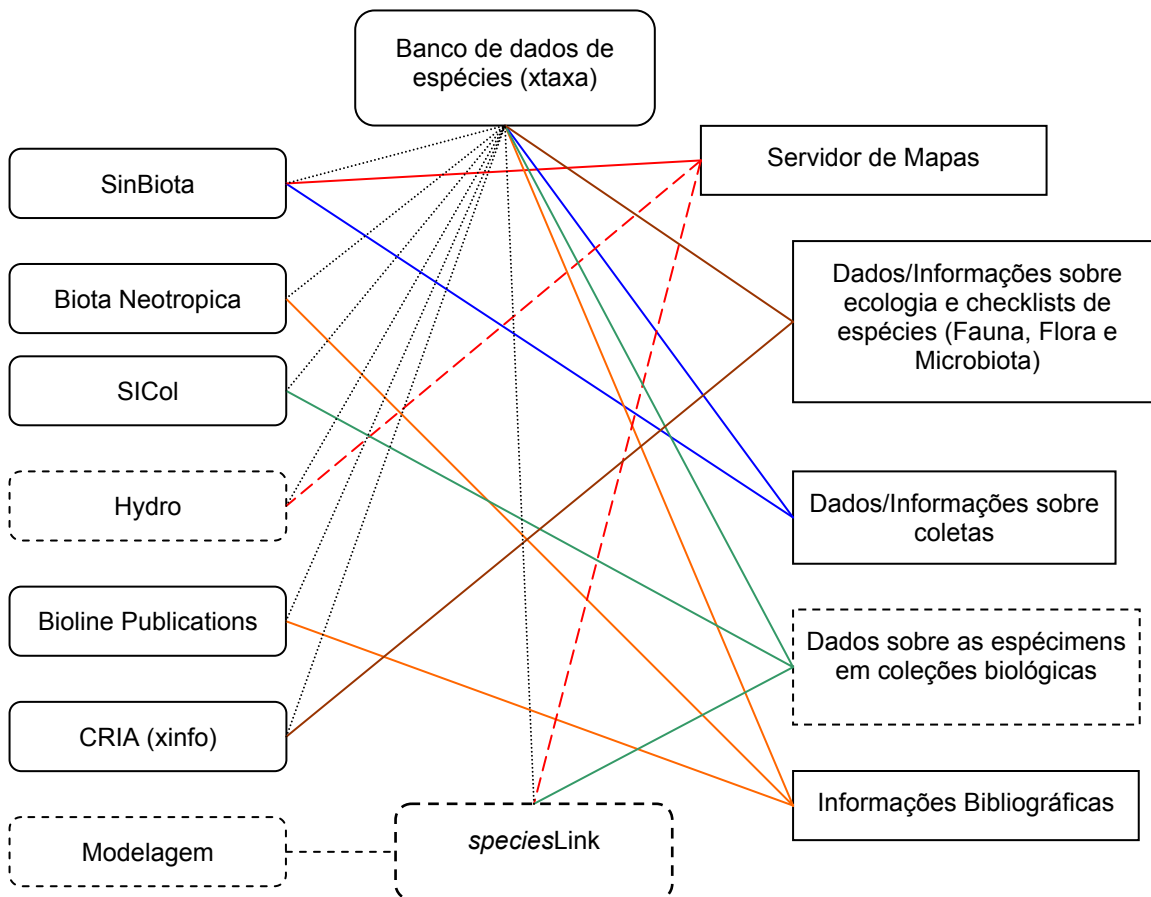 Banco de dados de
espécies (xtaxa)
Servidor de Mapas
SinBiota
Dados/Informações sobre
ecologia e checklists de
espécies (Fauna, Flora e
Microbiota)
Biota Neotropica
SICol
Hydro
Dados/Informações sobre
coletas
Bioline Publications
Dados sobre as espécimens
em coleções biológicas
CRIA (xinfo)
Informações Bibliográficas
Modelagem
speciesLink